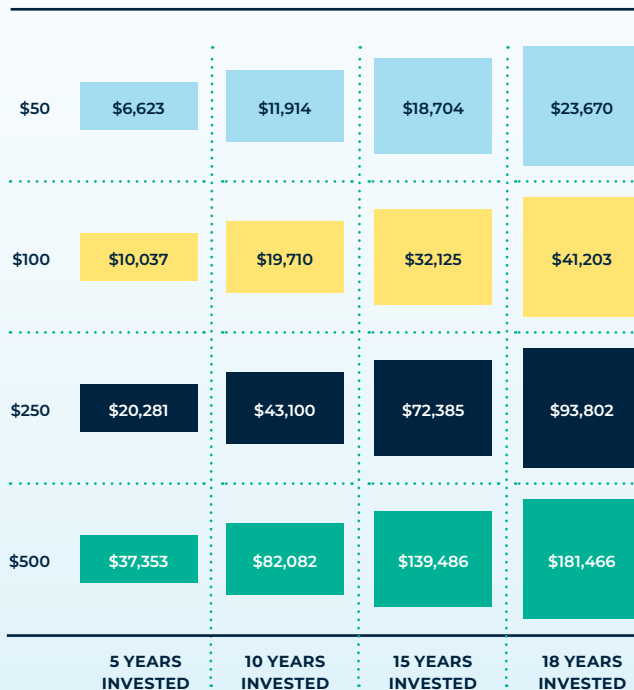 $50 $6,623 $11,914 $18,704 $23,670
$100 $10,037 $19,710 $32,125 $41,203
$250 $20,281 $43,100 $72,385 $93,802
$500 $37,353 $82,082 $139,486 $181,466
5 YEARS 10 YEARS 15 YEARS 18 YEARS
INVESTED INVESTED INVESTED INVESTED